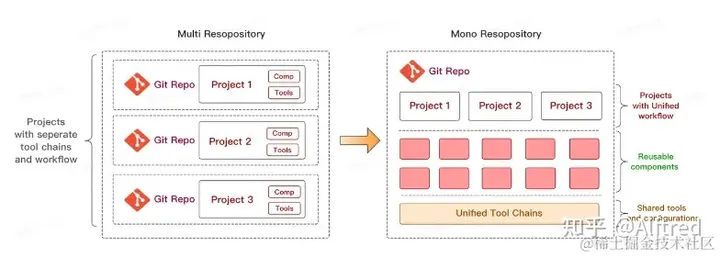 Multi Resopository
Mono Resopository
Projects
with seperate
tool chains
and workflow
Git Repo
Project 1
Comp
Tools
Git Repo
Project 2
Comp
Tools
Git Repo
Project 3
Comp
Tools
Git Repo
Project 1
Project 2
Project 3
Projects
with Unified
workflow
Reusable
components
Unified Tool Chains
Shared tools
and configurations
知乎
@稀土掘金技术社区